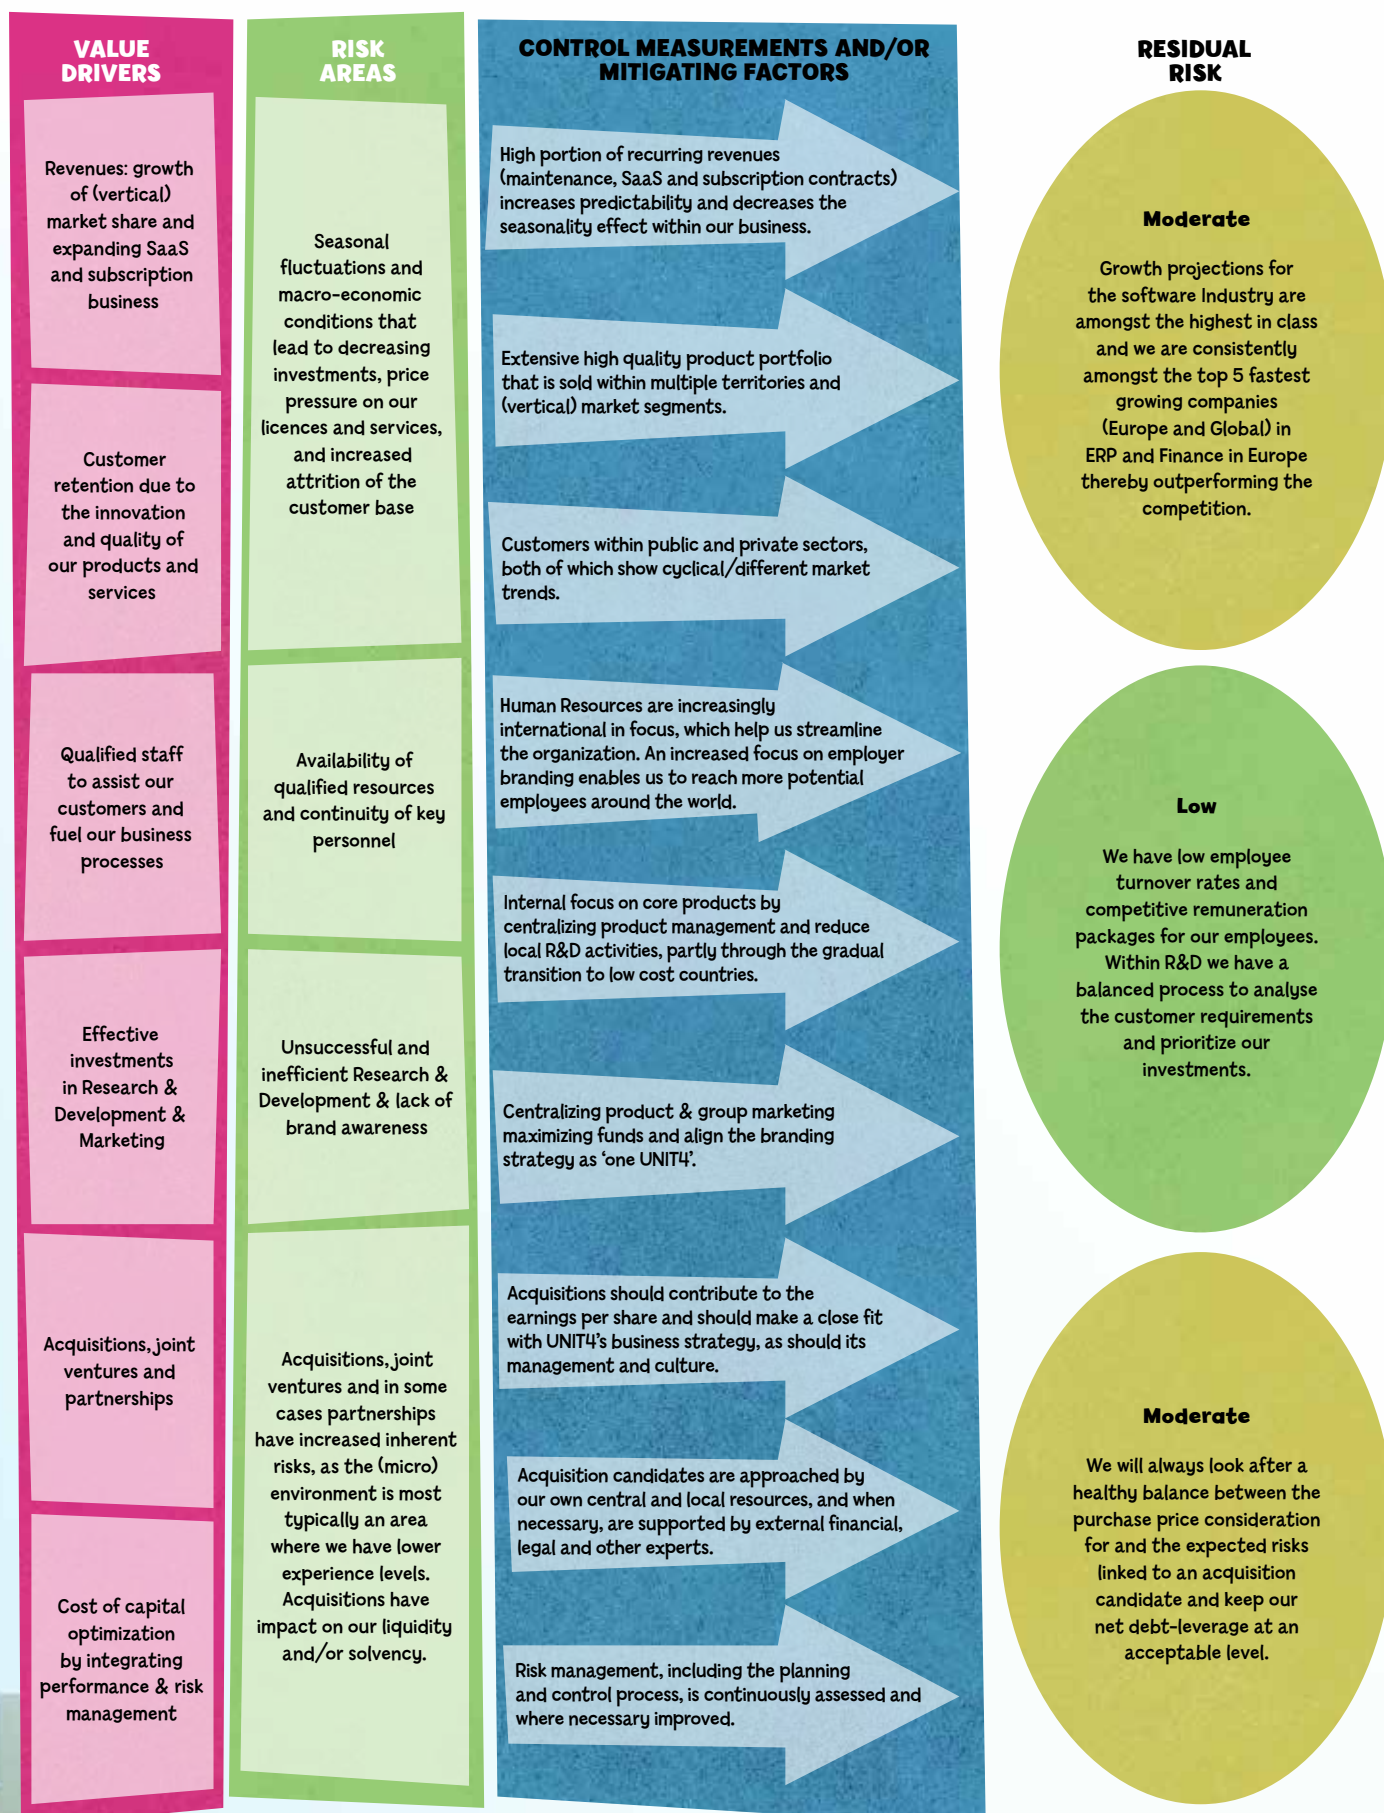 VALUE
DRIVERS
Revenues: growth
of (vertical)
market share and
expanding SaaS
and subscription
business
Customer
retention due to
the innovation
and quality of
our products and
services
Qualified staff
to assist our
customers and
fuel our business
processes
Effective
investments
in Research &
Development &
Marketing
Acquisitions, joint
ventures and
partnerships
Cost of capital
optimization
by integrating
performance & risk
management
RISK
AREAS
Seasonal
fluctuations and
macro-economic
conditions that
lead to decreasing
investments, price
pressure on our
licences and services,
and increased
attrition of the
customer base
Availability of
qualified resources
and continuity of key
personnel
Unsuccessful and
inefficient Research &
Development & lack of
brand awareness
Acquisitions, joint
ventures and in some
cases partnerships
have increased inherent
risks, as the (micro)
environment is most
typically an area
where we have lower
experience levels.
Acquisitions have
impact on our liquidity
and/or solvency.
CONTROL MEASUREMENTS AND/OR
MITIGATING FACTORS
High portion of recurring revenues
(maintenance, SaaS and subscription contracts)
increases predictability and decreases the
seasonality effect within our business.
Extensive high quality product portfolio
that is sold within multiple territories and
(vertical) market segments.
Customers within public and private sectors,
both of which show cyclical/different market
trends.
Human Resources are increasingly
international in focus, which help us streamline
the organization. An increased focus on employer
branding enables us to reach more potential
employees around the world.
Internal focus on core products by
centralizing product management and reduce
local R&D activities, partly through the gradual
transition to low cost countries.
Centralizing product & group marketing
maximizing funds and align the branding
strategy as ‘one UNIT4’.
Acquisitions should contribute to the
earnings per share and should make a close fit
with UNIT4’s business strategy, as should its
management and culture.
Acquisition candidates are approached by
our own central and local resources, and when
necessary, are supported by external financial,
legal and other experts.
Risk management, including the planning
and control process, is continuously assessed and
where necessary improved.
RESIDUAL
RISK
Moderate
Growth projections for
the software Industry are
amongst the highest in class
and we are consistently
amongst the top 5 fastest
growing companies
(Europe and Global) in
ERP and Finance in Europe
thereby outperforming the
competition.
Low
We have low employee
turnover rates and
competitive remuneration
packages for our employees.
Within R&D we have a
balanced process to analyse
the customer requirements
and prioritize our
investments.
Moderate
We will always look after a
healthy balance between the
purchase price consideration
for and the expected risks
linked to an acquisition
candidate and keep our
net debt-leverage at an
acceptable level.